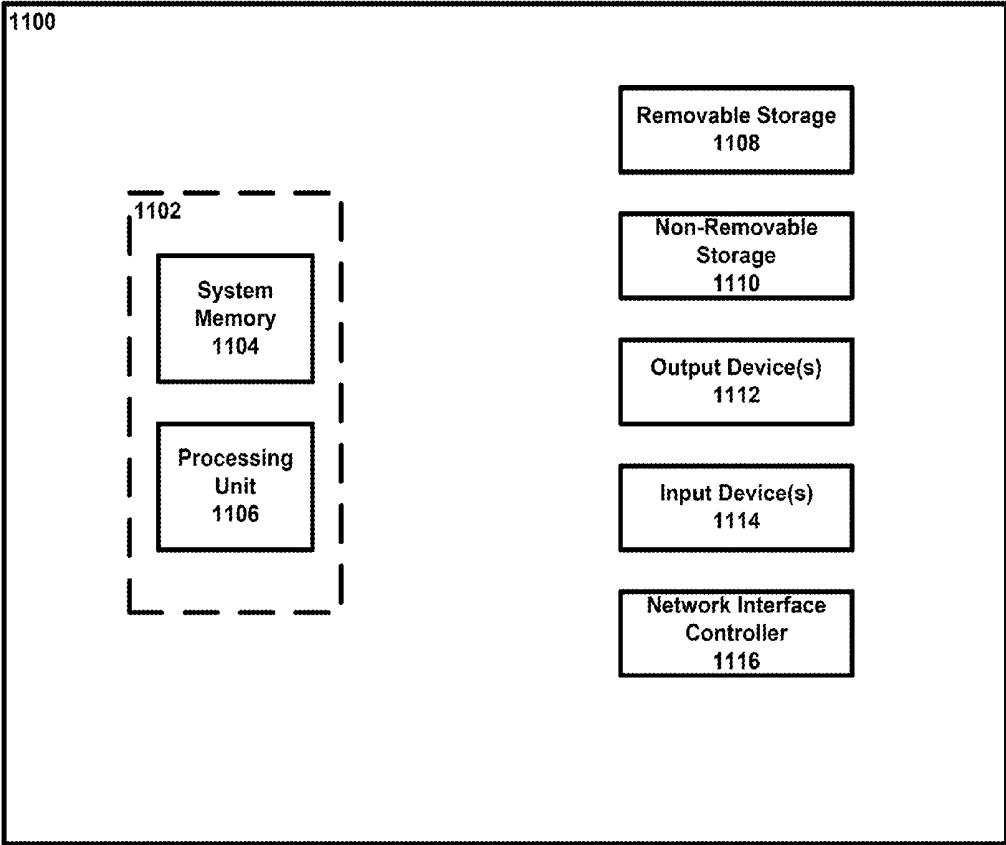 1100
1102
System
Memory
1104
Processing
Unit
1106
Removable Storage
1108
Non-Removable
Storage
1110
Output Device(s)
1112
Input Device(s)
1114
Network Interface
Controller
1116